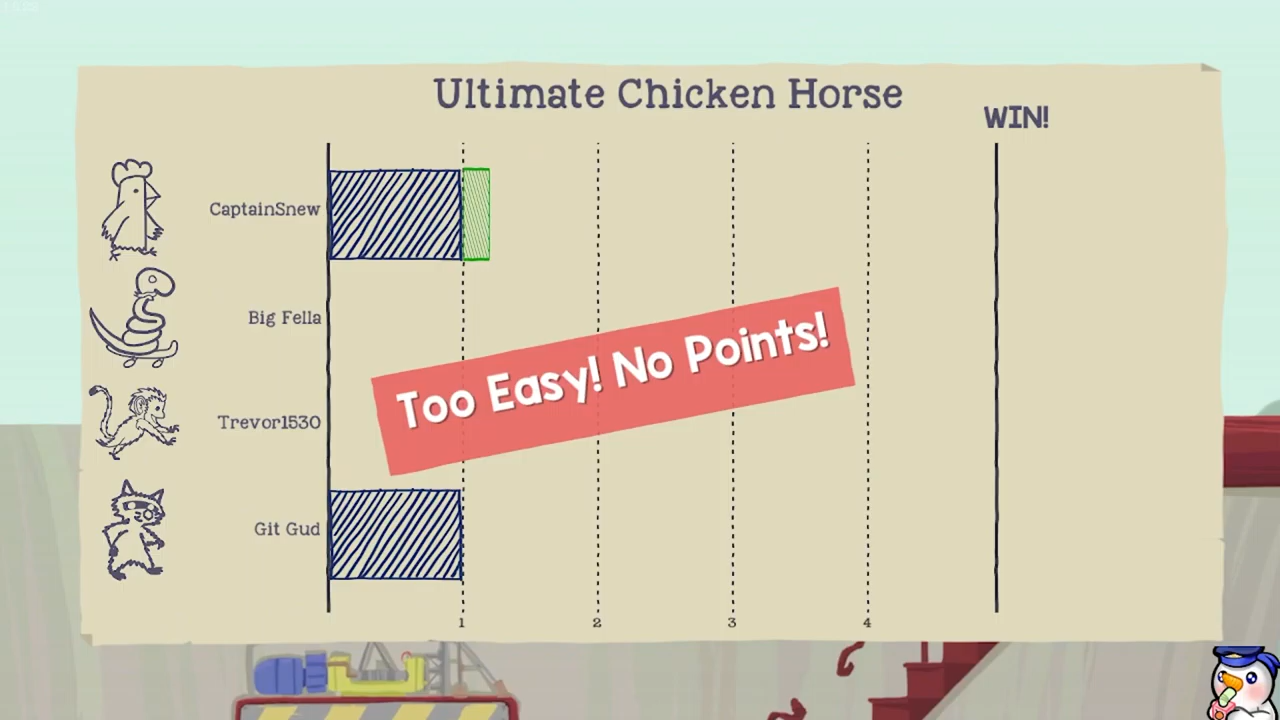 Ultimate Chicken Horse
WIN!
CaptainSnew
Big Fella
Too Easy! No Points!
Trevor1530
Git Gud
1 2 3 4